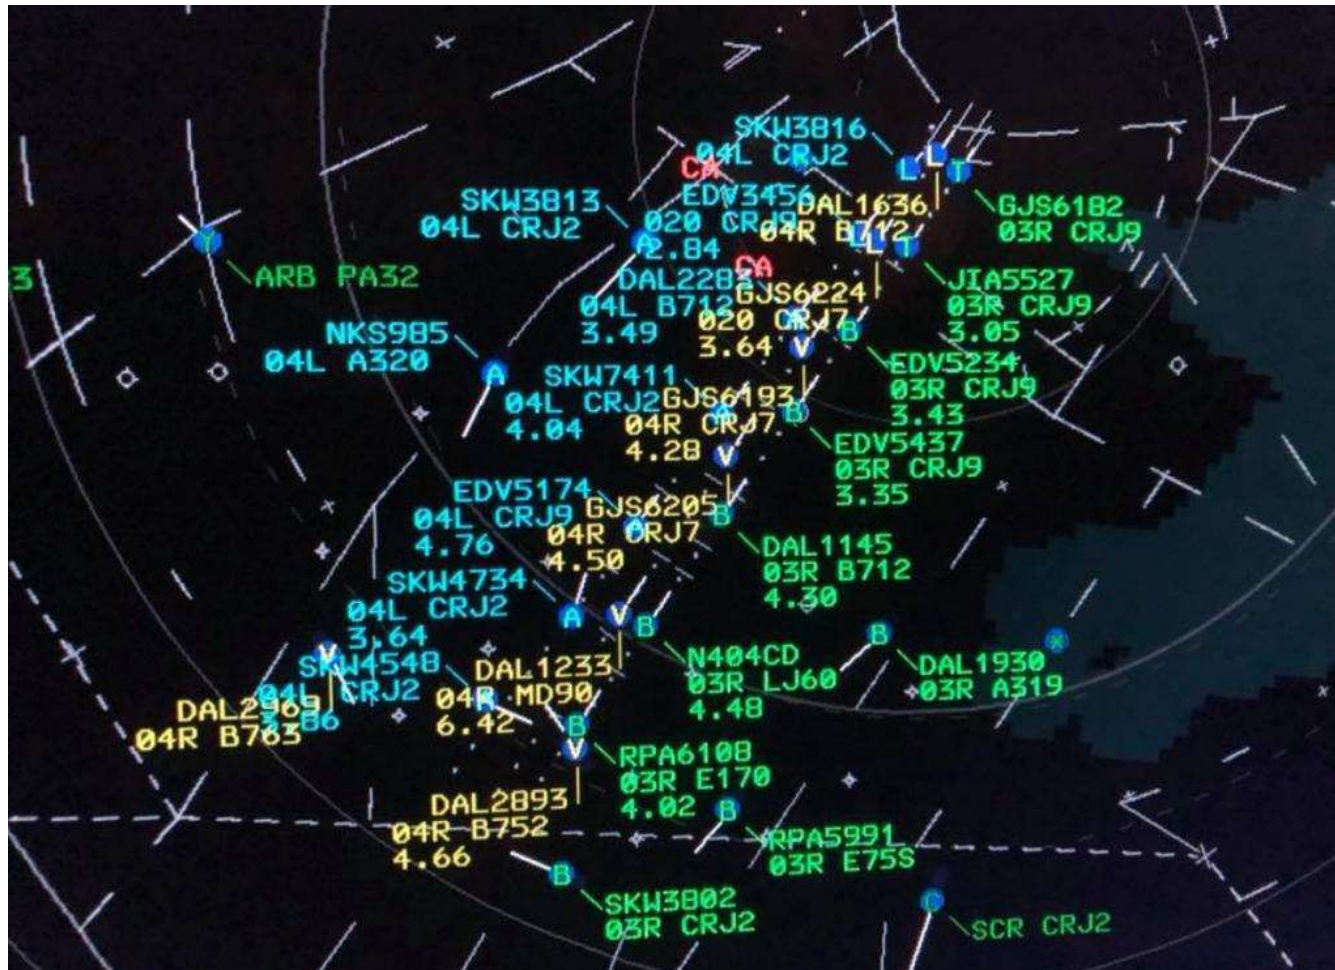 SKW3816
04L CRJ2
CA
SKW3813
04L CRJ2
EDV3456
020 CRJ9
2.84
DAL1636
04R B712
GJS6182
03R CRJ9
ARB PA32
3
CA
DAL2283
04L B712
3.49
GJS6224
020 CRJ7
3.64
JIA5527
03R CRJ9
3.05
NKS985
04L A320
EDV5234
03R CRJ9
3.43
SKW7411
04L CRJ2
4.04
GJS6193
04R CRJ7
4.28
EDV5437
03R CRJ9
3.35
EDV5174
04L CRJ9
4.76
GJS6205
04R CRJ7
4.50
DAL1145
03R B712
4.30
SKW4734
04L CRJ2
3.64
N404CD
03R LJ60
4.48
DAL1930
03R A319
SKW4548
04L CRJ2
3.86
DAL2969
04R B763
DAL1233
04R MD90
6.42
RPA6108
03R E170
4.02
DAL2893
04R B752
4.66
RPA5991
03R E75S
SKW3802
03R CRJ2
SCR CRJ2
L
L
T
A
Y
L
T
B
V
A
B
V
B
A
V
B
B
V
B
V
B
B